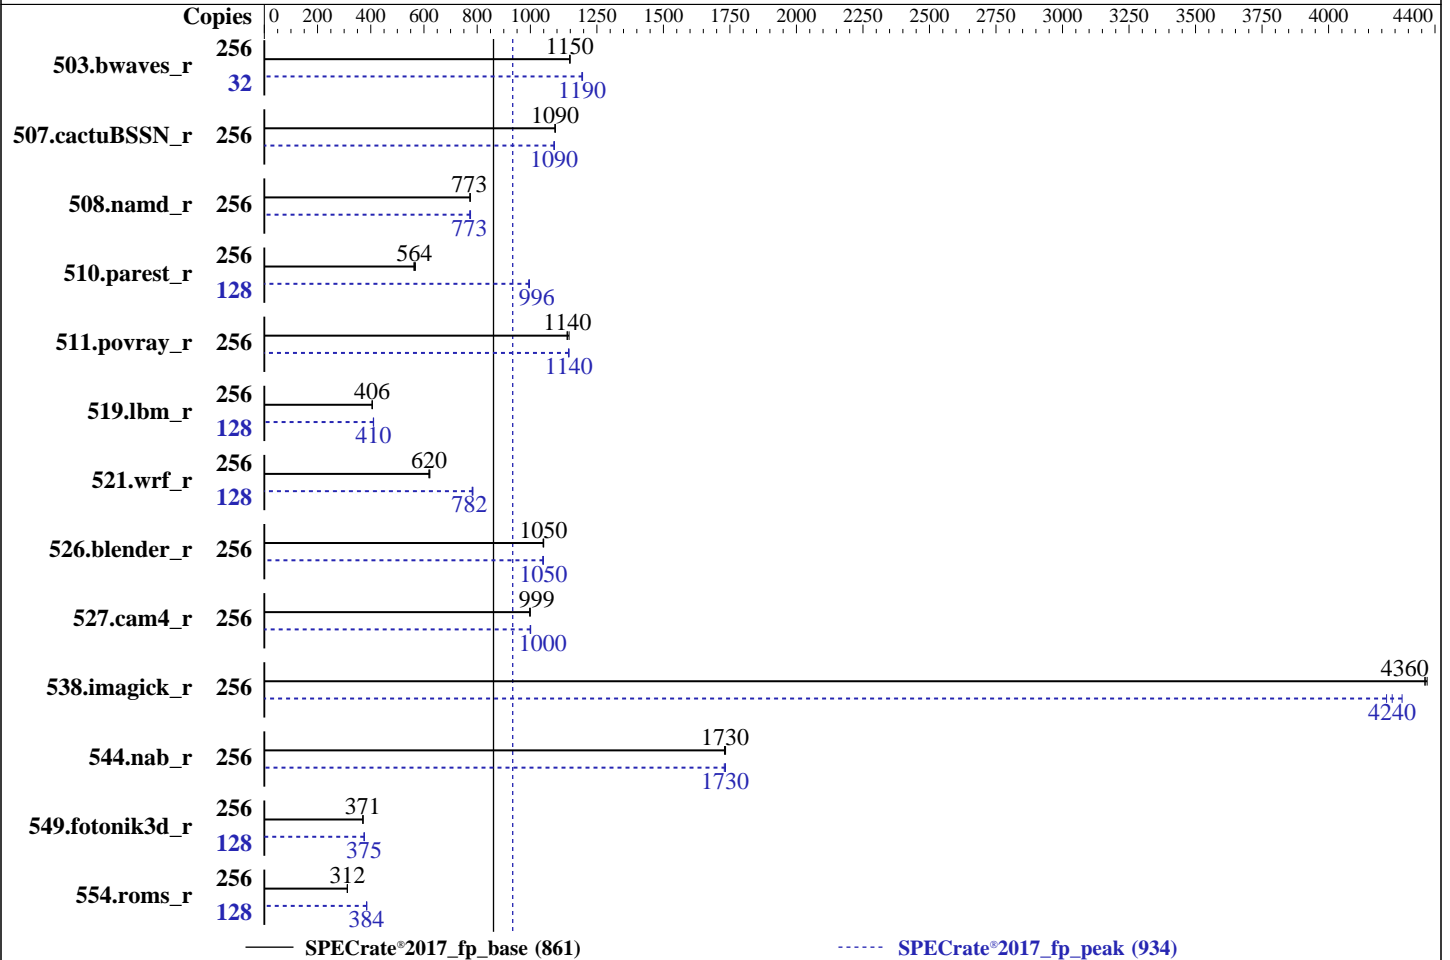 Copies 0 200 400 600 800 1000 1250 1500 1750 2000 2250 2500 2750 3000 3250 3500 3750 4000 4400
503.bwaves_r 256 1150
32 1190
507.cactuBSSN_r 256 1090
1090
508.namd_r 256 773
773
510.parest_r 256 564
128 996
511.povray_r 256 1140
1140
519.lbm_r 256 406
128 410
521.wrf_r 256 620
128 782
526.blender_r 256 1050
1050
527.cam4_r 256 999
1000
538.imagick_r 256 4360
4240
544.nab_r 256 1730
1730
549.fotonik3d_r 256 371
128 375
554.roms_r 256 312
128 384
SPECrate®2017_fp_base (861) SPECrate®2017_fp_peak (934)